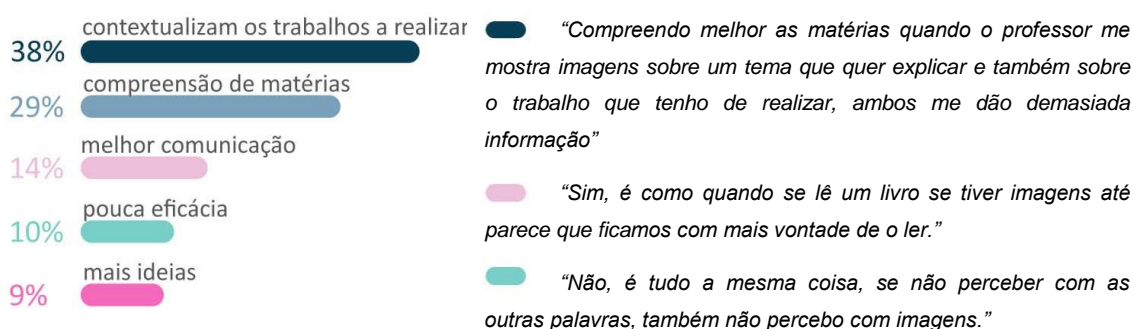 contextualizam os trabalhos a realizar
38%
compreensão de matérias
29%
melhor comunicação
14%
pouca eficácia
10%
mais ideias
9%
“Compreendo melhor as matérias quando o professor me
mostra imagens sobre um tema que quer explicar e também sobre
o trabalho que tenho de realizar, ambos me dão demasiada
informação”
“Sim, é como quando se lê um livro se tiver imagens até
parece que ficamos com mais vontade de o ler.”
“Não, é tudo a mesma coisa, se não perceber com as
outras palavras, também não percebo com imagens.”